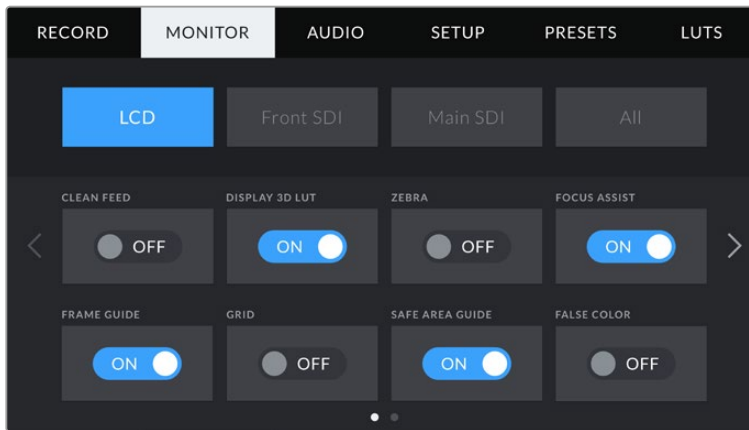 RECORD MONITOR AUDIO SETUP PRESETS LUTS
LCD Front SDI Main SDI All
CLEAN FEED DISPLAY 3D LUT ZEBRA FOCUS ASSIST
OFF ON OFF ON
FRAME GUIDE GRID SAFE AREA GUIDE FALSE COLOR
ON OFF ON OFF